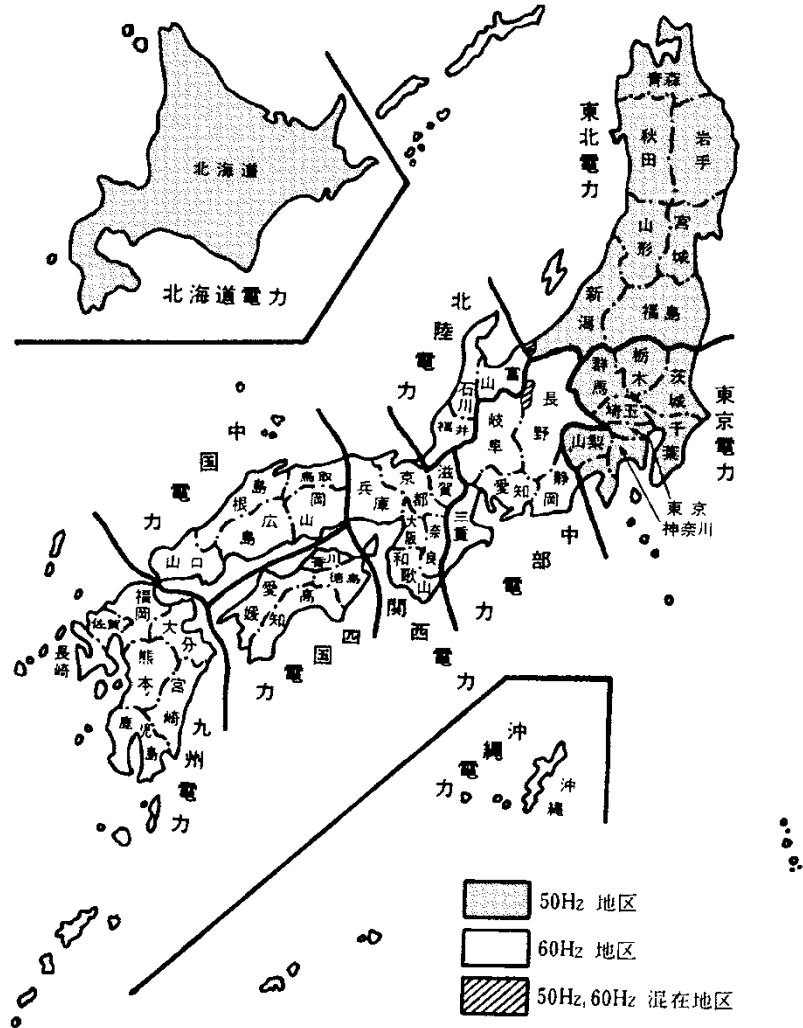 北海道
北海道電力
東北電力
青森
秋田
岩手
山形
宮城
新潟
福島
北陸電力
富山
石川
福井
群馬
栃木
茨城
埼玉
千葉
山梨
東京
神奈川
東京電力
長野
岐阜
愛知
静岡
中部電力
滋賀
京都
兵庫
大阪
奈良
三重
和歌山
関西電力
中国電力
鳥取
島根
岡山
広島
山口
香川
徳島
愛媛
高知
四国電力
福岡
佐賀
長崎
大分
熊本
宮崎
鹿児島
九州電力
沖縄電力
沖縄
50Hz 地区
60Hz 地区
50Hz,60Hz 混在地区